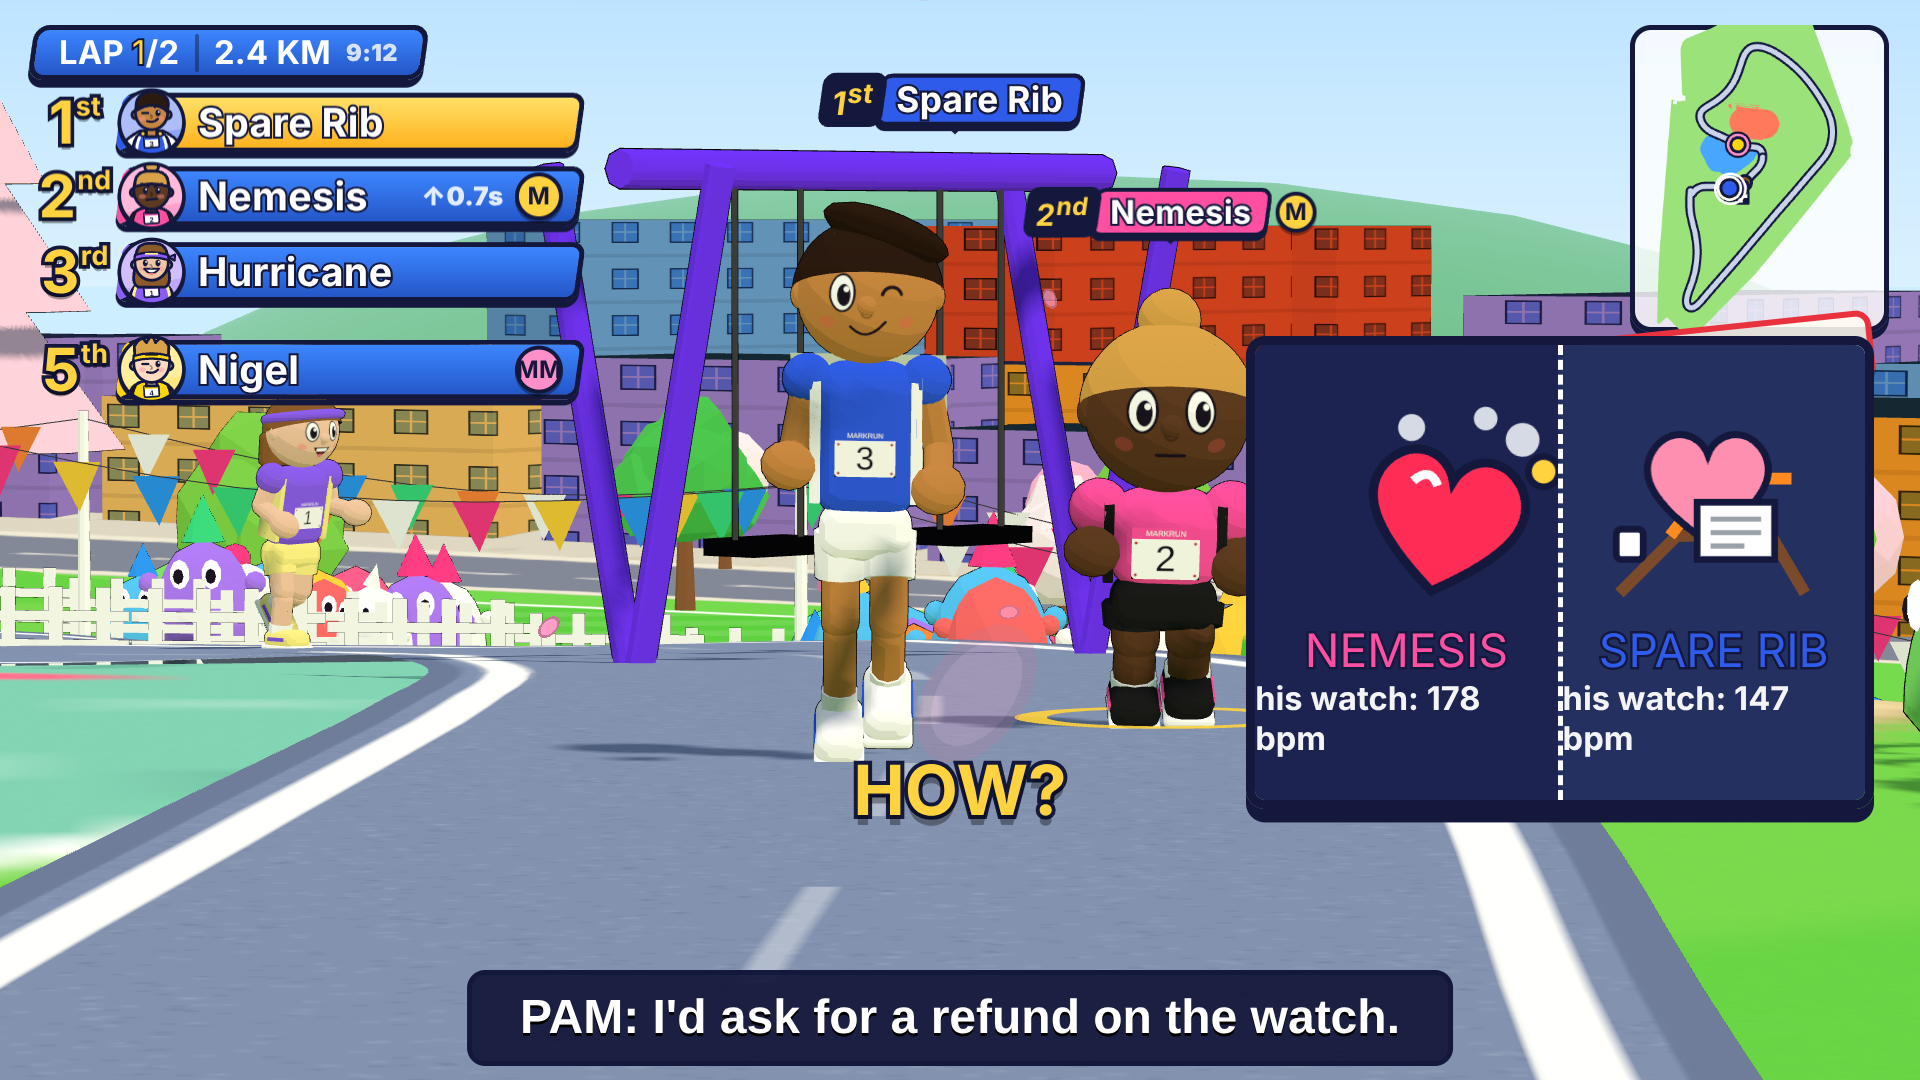 LAP 1/2 2.4 KM 9:12
1st Spare Rib
2nd Nemesis ↑0.7s M
3rd Hurricane
5th Nigel MM
1st Spare Rib
2nd Nemesis M
MARKRUN
3
MARKRUN
2
1
NEMESIS
his watch: 178
bpm
SPARE RIB
his watch: 147
bpm
HOW?
PAM: I'd ask for a refund on the watch.